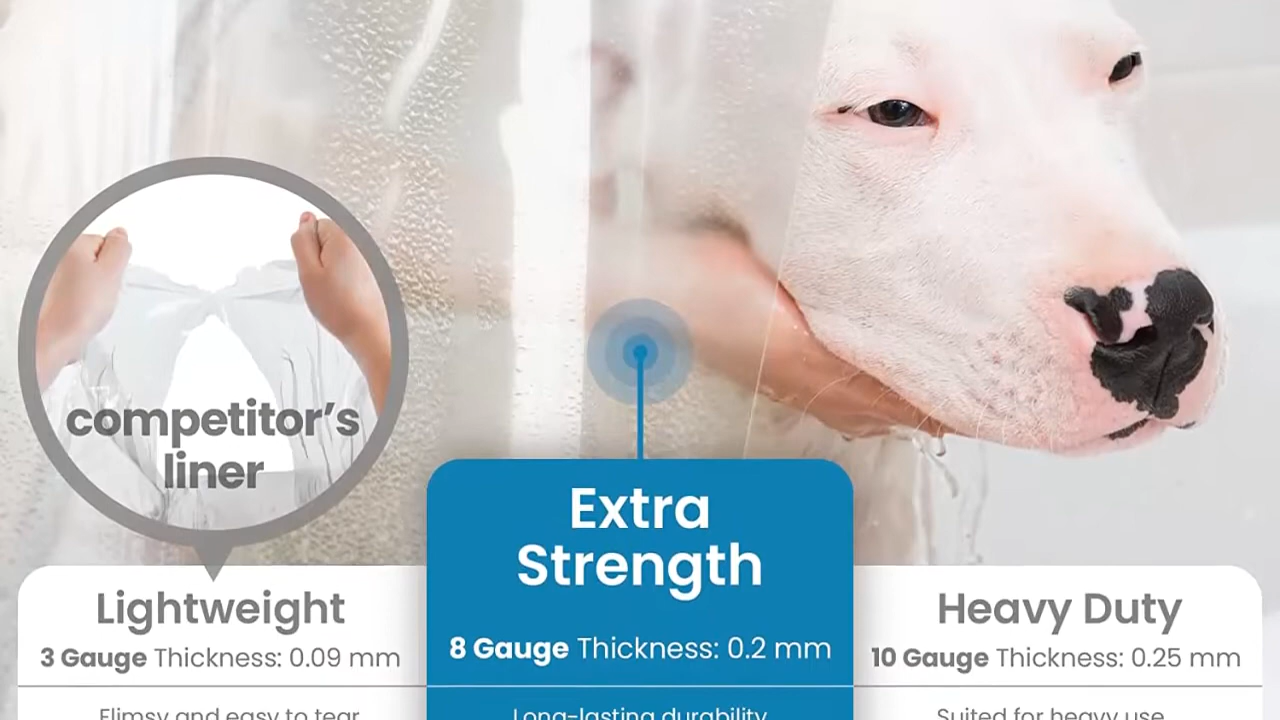 competitor's
liner
Lightweight
3 Gauge Thickness: 0.09 mm
Flimsy and easy to tear
Extra
Strength
8 Gauge Thickness: 0.2 mm
Long-lasting durability
Heavy Duty
10 Gauge Thickness: 0.25 mm
Suited for heavy use